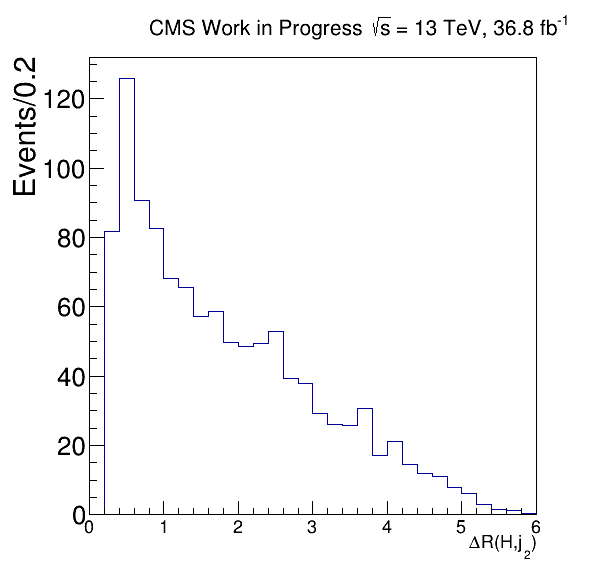 CMS Work in Progress √s = 13 TeV, 36.8 fb⁻¹
Events/0.2
120
100
80
60
40
20
0
0 1 2 3 4 5 6
ΔR(H,j₂)